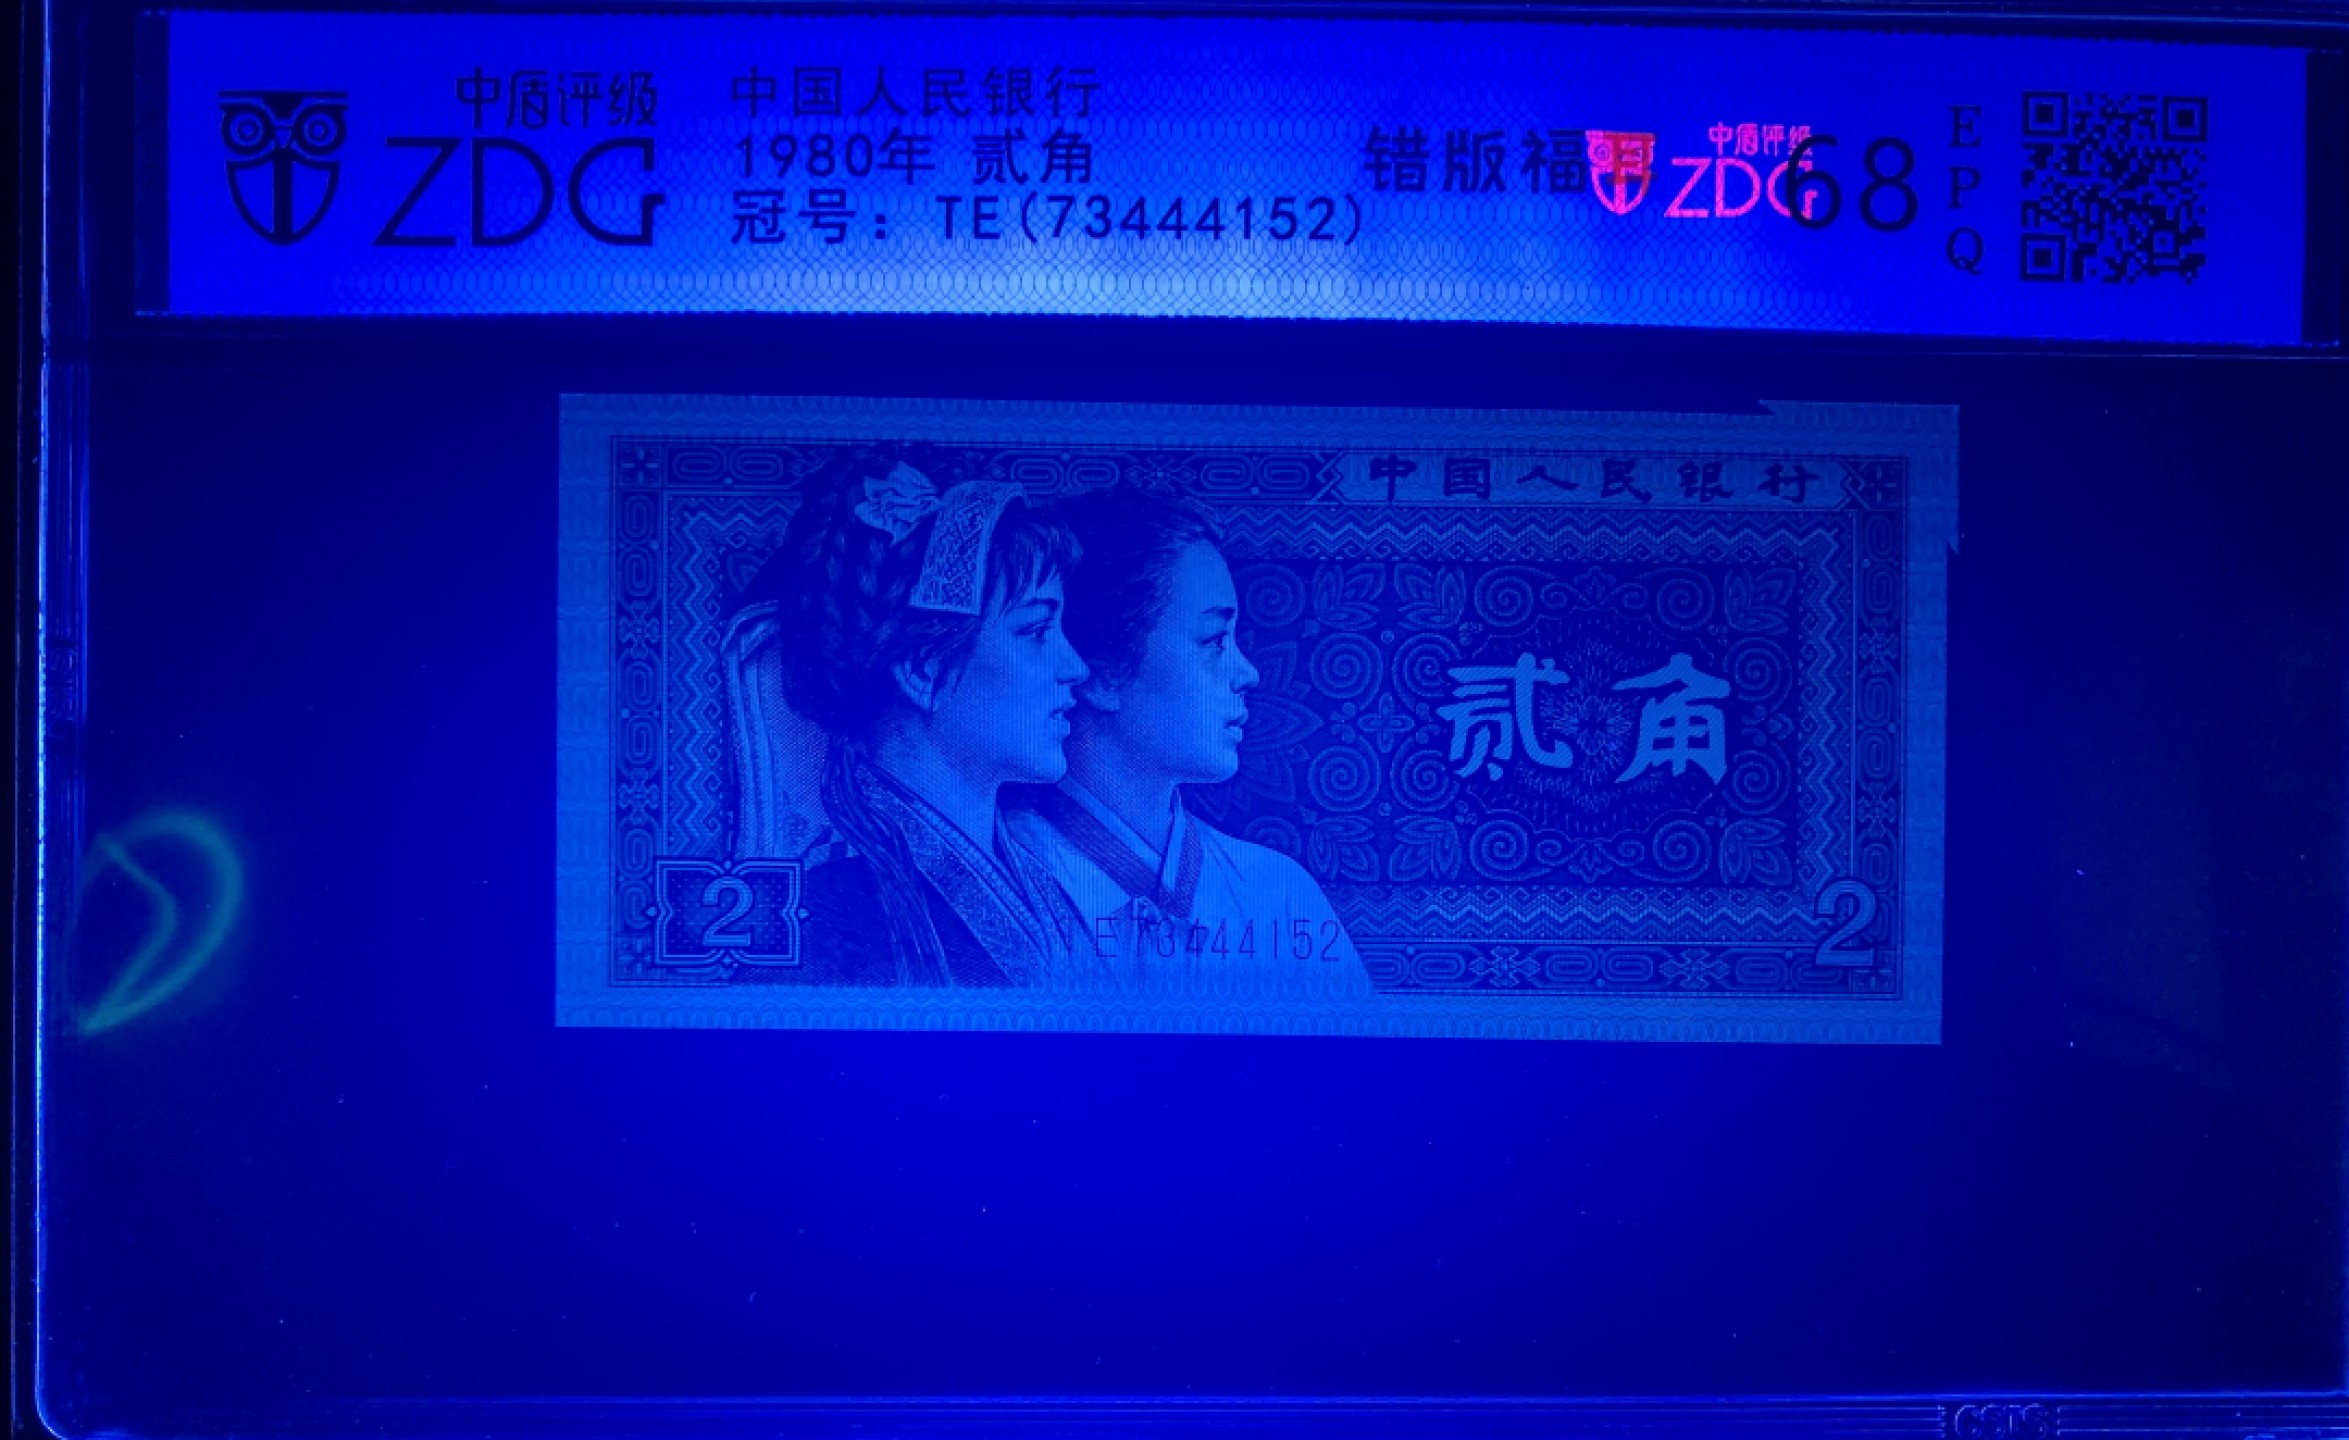 中盾评级
ZDG
中国人民银行
1980年 贰角
冠号：TE(73444152)
错版福
中盾评级
ZDG
68
E
P
Q
中国人民银行
贰角
2
2
TE73444152